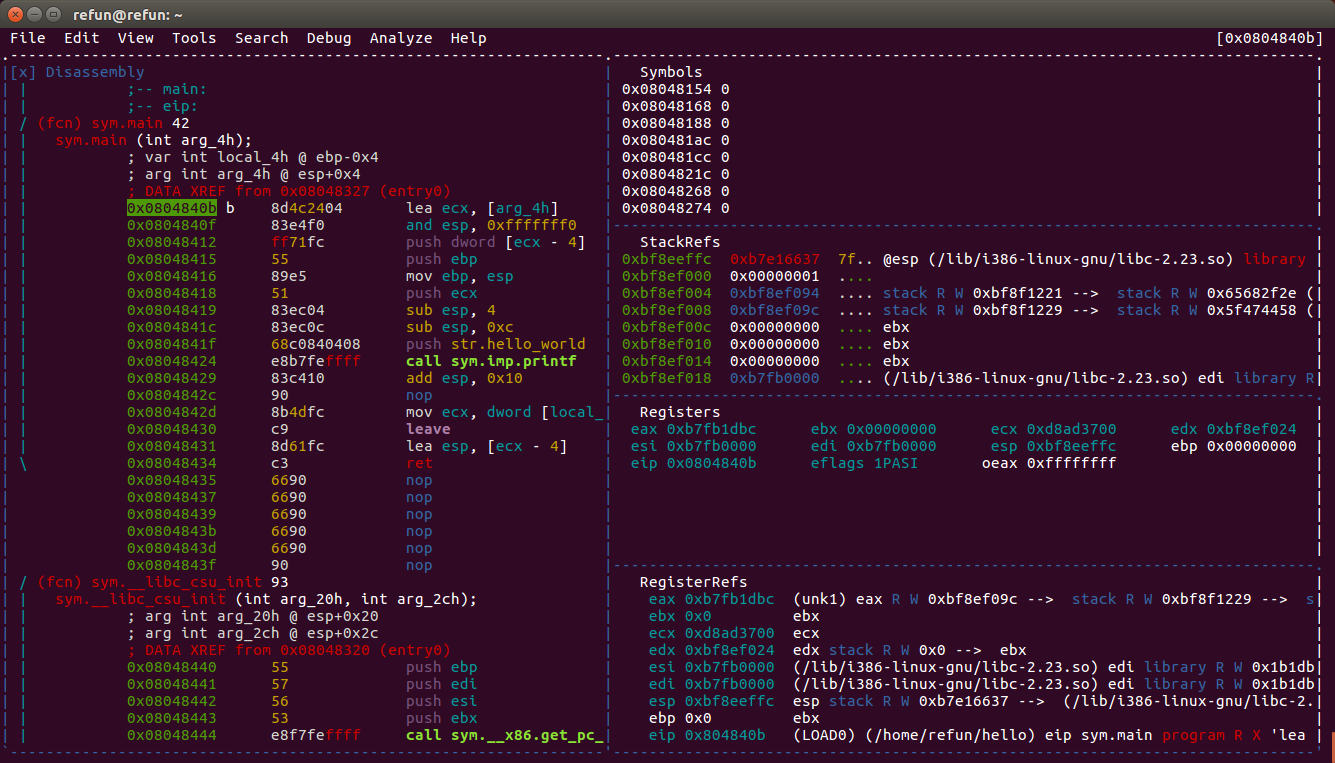 refun@refun: ~
File Edit View Tools Search Debug Analyze Help [0x0804840b]
[x] Disassembly
;-- main:
;-- eip:
/ (fcn) sym.main 42
sym.main (int arg_4h);
; var int local_4h @ ebp-0x4
; arg int arg_4h @ esp+0x4
; DATA XREF from 0x08048327 (entry0)
0x0804840b b 8d4c2404 lea ecx, [arg_4h]
0x0804840f 83e4f0 and esp, 0xfffffff0
0x08048412 ff71fc push dword [ecx - 4]
0x08048415 55 push ebp
0x08048416 89e5 mov ebp, esp
0x08048418 51 push ecx
0x08048419 83ec04 sub esp, 4
0x0804841c 83ec0c sub esp, 0xc
0x0804841f 68c0840408 push str.hello_world
0x08048424 e8b7feffff call sym.imp.printf
0x08048429 83c410 add esp, 0x10
0x0804842c 90 nop
0x0804842d 8b4dfc mov ecx, dword [local_
0x08048430 c9 leave
0x08048431 8d61fc lea esp, [ecx - 4]
\ 0x08048434 c3 ret
0x08048435 6690 nop
0x08048437 6690 nop
0x08048439 6690 nop
0x0804843b 6690 nop
0x0804843d 6690 nop
0x0804843f 90 nop
/ (fcn) sym.__libc_csu_init 93
sym.__libc_csu_init (int arg_20h, int arg_2ch);
; arg int arg_20h @ esp+0x20
; arg int arg_2ch @ esp+0x2c
; DATA XREF from 0x08048320 (entry0)
0x08048440 55 push ebp
0x08048441 57 push edi
0x08048442 56 push esi
0x08048443 53 push ebx
0x08048444 e8f7feffff call sym.__x86.get_pc_
Symbols
0x08048154 0
0x08048168 0
0x08048188 0
0x080481ac 0
0x080481cc 0
0x0804821c 0
0x08048268 0
0x08048274 0
StackRefs
0xbf8eeffc 0xb7e16637 7f.. @esp (/lib/i386-linux-gnu/libc-2.23.so) library
0xbf8ef000 0x00000001 ....
0xbf8ef004 0xbf8ef094 .... stack R W 0xbf8f1221 --> stack R W 0x65682f2e (
0xbf8ef008 0xbf8ef09c .... stack R W 0xbf8f1229 --> stack R W 0x5f474458 (
0xbf8ef00c 0x00000000 .... ebx
0xbf8ef010 0x00000000 .... ebx
0xbf8ef014 0x00000000 .... ebx
0xbf8ef018 0xb7fb0000 .... (/lib/i386-linux-gnu/libc-2.23.so) edi library R
Registers
eax 0xb7fb1dbc ebx 0x00000000 ecx 0xd8ad3700 edx 0xbf8ef024
esi 0xb7fb0000 edi 0xb7fb0000 esp 0xbf8eeffc ebp 0x00000000
eip 0x0804840b eflags 1PASI oeax 0xffffffff
RegisterRefs
eax 0xb7fb1dbc (unk1) eax R W 0xbf8ef09c --> stack R W 0xbf8f1229 --> s
ebx 0x0 ebx
ecx 0xd8ad3700 ecx
edx 0xbf8ef024 edx stack R W 0x0 --> ebx
esi 0xb7fb0000 (/lib/i386-linux-gnu/libc-2.23.so) edi library R W 0x1b1db
edi 0xb7fb0000 (/lib/i386-linux-gnu/libc-2.23.so) edi library R W 0x1b1db
esp 0xbf8eeffc esp stack R W 0xb7e16637 --> (/lib/i386-linux-gnu/libc-2.
ebp 0x0 ebx
eip 0x804840b (LOAD0) (/home/refun/hello) eip sym.main program R X 'lea